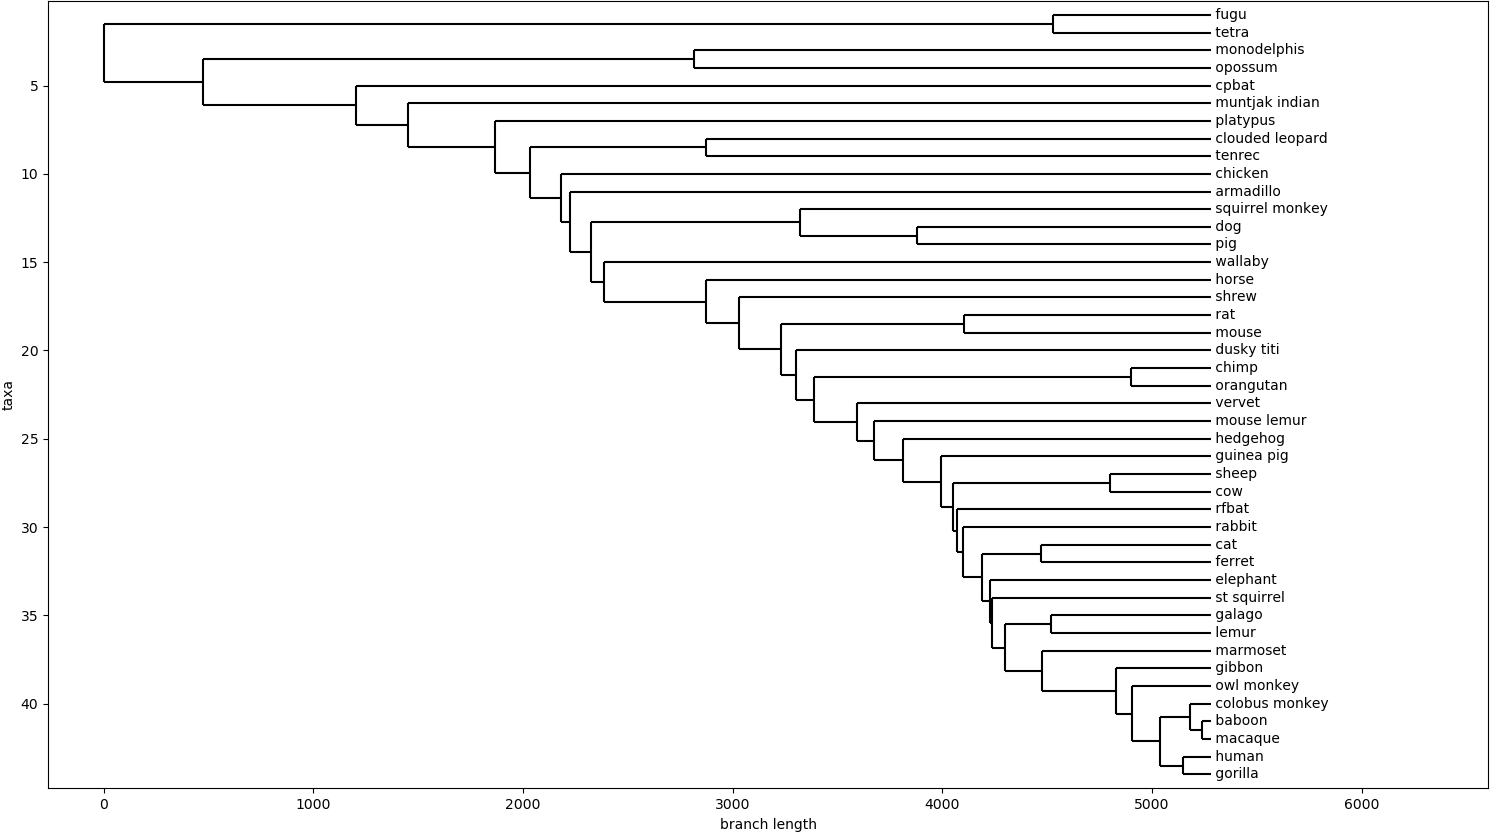 fugu
tetra
monodelphis
opossum
5
cpbat
muntjak indian
platypus
clouded leopard
tenrec
10
chicken
armadillo
squirrel monkey
dog
pig
15
wallaby
horse
shrew
rat
mouse
20
dusky titi
chimp
orangutan
taxa
vervet
mouse lemur
25
hedgehog
guinea pig
sheep
cow
rfbat
30
rabbit
cat
ferret
elephant
st squirrel
35
galago
lemur
marmoset
gibbon
owl monkey
40
colobus monkey
baboon
macaque
human
gorilla
0 1000 2000 3000 4000 5000 6000
branch length